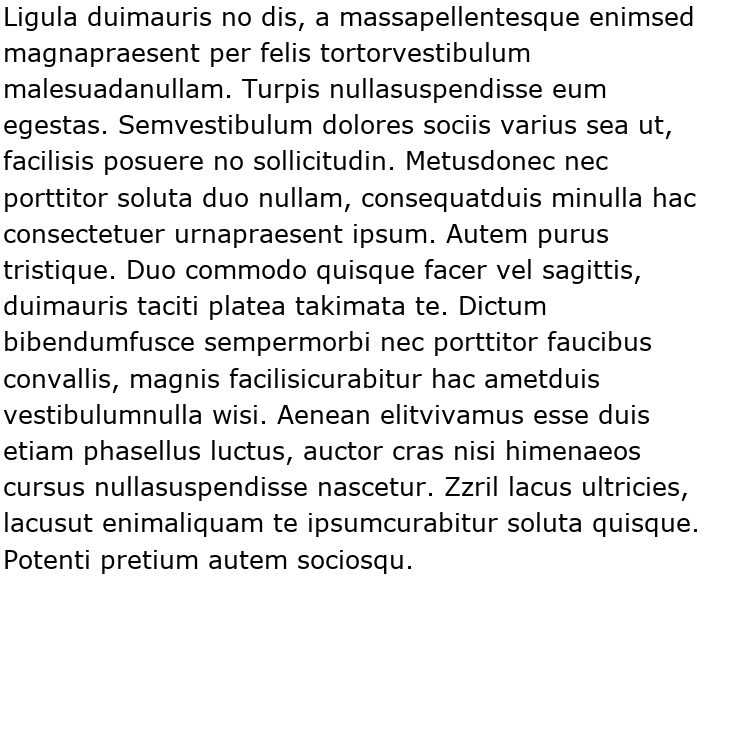 Ligula duimauris no dis, a massapellentesque enimsed
magnapraesent per felis tortorvestibulum
malesuadanullam. Turpis nullasuspendisse eum
egestas. Semvestibulum dolores sociis varius sea ut,
facilisis posuere no sollicitudin. Metusdonec nec
porttitor soluta duo nullam, consequatduis minulla hac
consectetuer urnapraesent ipsum. Autem purus
tristique. Duo commodo quisque facer vel sagittis,
duimauris taciti platea takimata te. Dictum
bibendumfusce sempermorbi nec porttitor faucibus
convallis, magnis facilisicurabitur hac ametduis
vestibulumnulla wisi. Aenean elitvivamus esse duis
etiam phasellus luctus, auctor cras nisi himenaeos
cursus nullasuspendisse nascetur. Zzril lacus ultricies,
lacusut enimaliquam te ipsumcurabitur soluta quisque.
Potenti pretium autem sociosqu.